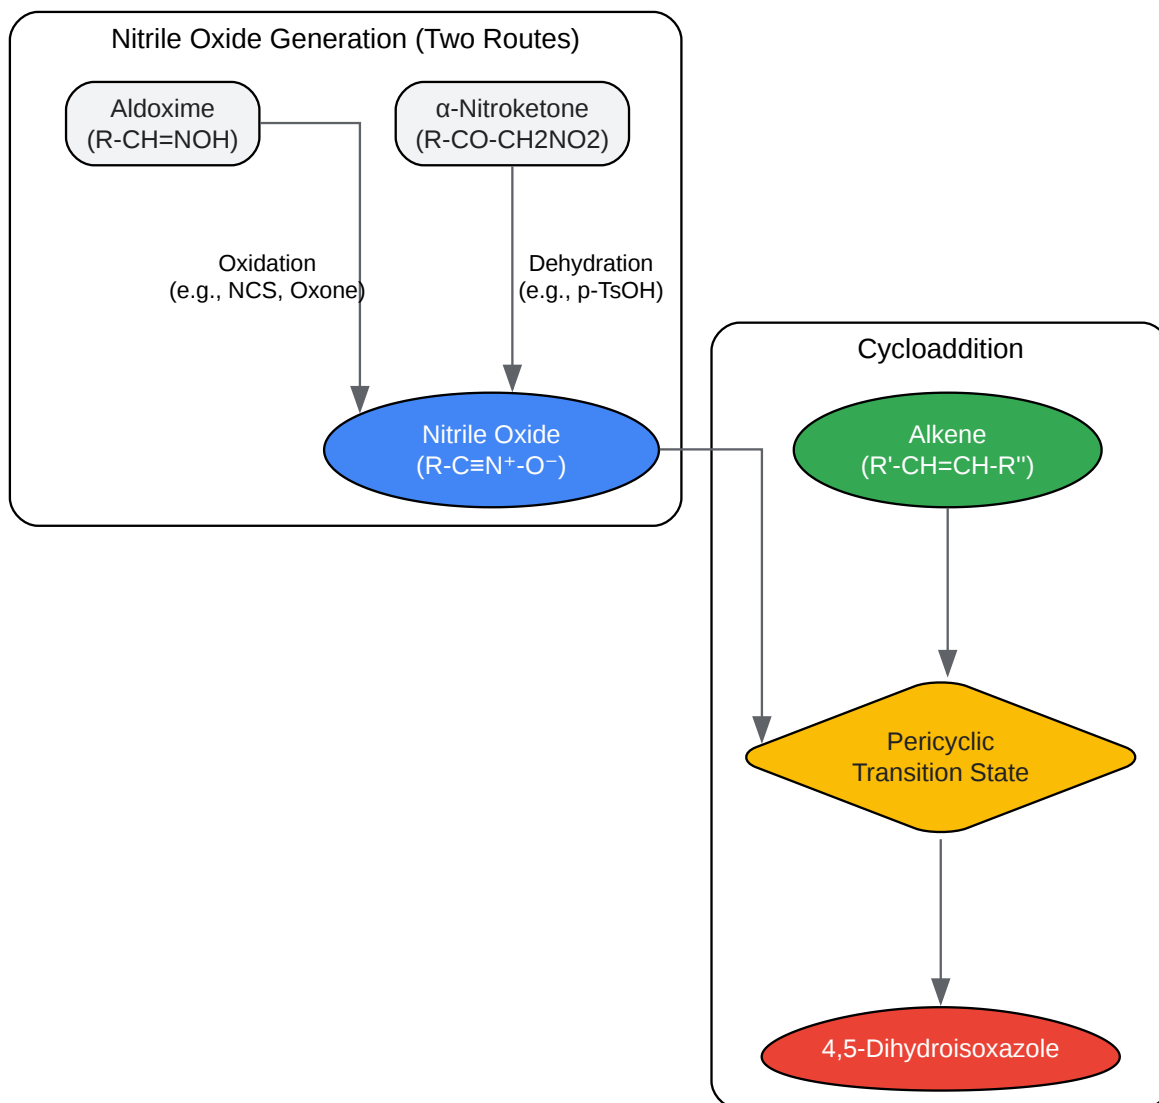 Nitrile Oxide Generation (Two Routes)
Aldoxime
(R-CH=NOH)
α-Nitroketone
(R-CO-CH2NO2)
Oxidation
(e.g., NCS, Oxone)
Dehydration
(e.g., p-TsOH)
Nitrile Oxide
(R-C≡N⁺-O⁻)
Cycloaddition
Alkene
(R'-CH=CH-R'')
Pericyclic
Transition State
4,5-Dihydroisoxazole